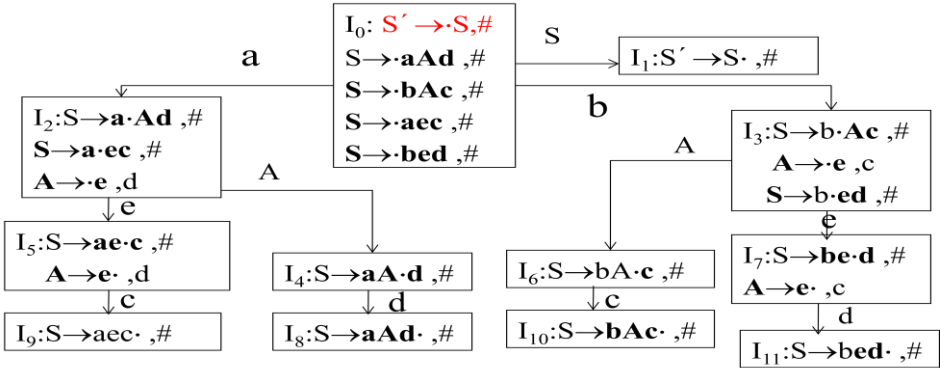 I₀: S´ →·S,#
S→·aAd ,#
S→·bAc ,#
S→·aec ,#
S→·bed ,#
S
I₁:S´ →S· ,#
a
b
I₂:S→a·Ad ,#
S→a·ec ,#
A→·e ,d
I₃:S→b·Ac,#
A→·e ,c
S→b·ed ,#
A
A
e
e
I₅:S→ae·c ,#
A→e· ,d
I₄:S→aA·d ,#
I₆:S→bA·c ,#
I₇:S→be·d ,#
A→e· ,c
c
d
c
d
I₉:S→aec· ,#
I₈:S→aAd· ,#
I₁₀:S→bAc· ,#
I₁₁:S→bed· ,#